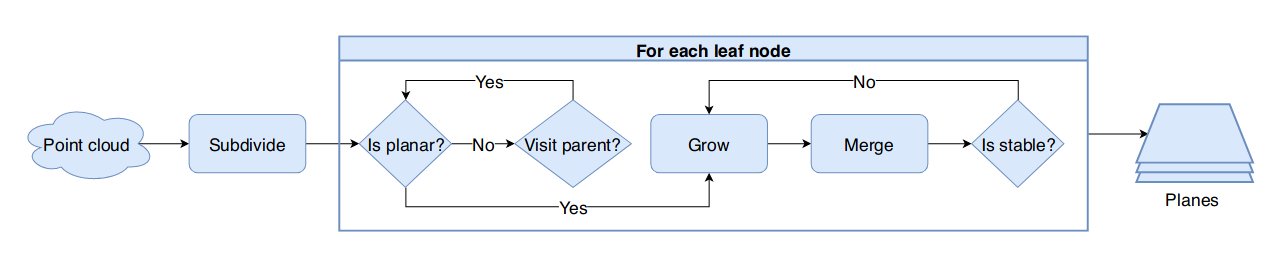 For each leaf node
Yes
No
Point cloud
Subdivide
Is planar?
No
Visit parent?
Grow
Merge
Is stable?
Yes
Planes